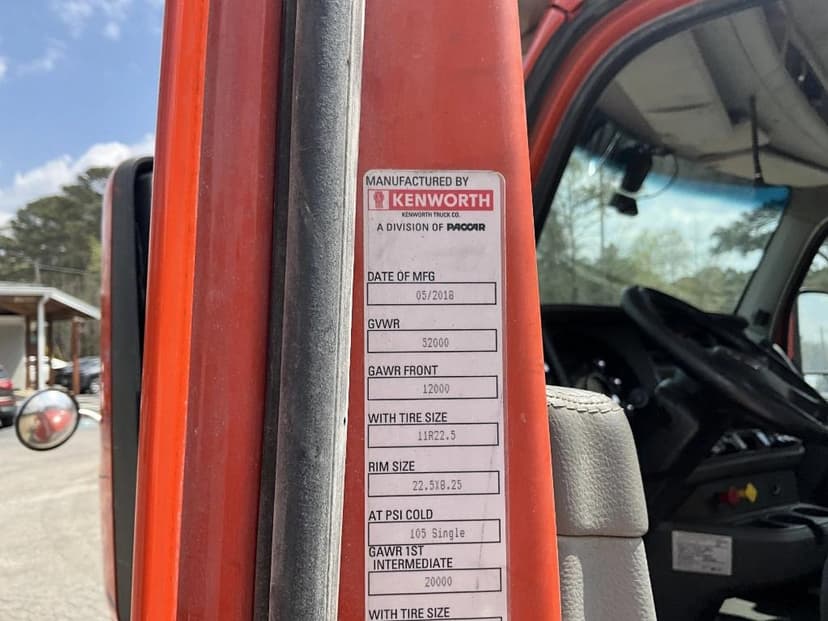 MANUFACTURED BY
KENWORTH
KENWORTH TRUCK CO.
A DIVISION OF PACCAR
DATE OF MFG
05/2018
GVWR
52000
GAWR FRONT
12000
WITH TIRE SIZE
11R22.5
RIM SIZE
22.5X8.25
AT PSI COLD
105 Single
GAWR 1ST
INTERMEDIATE
20000
WITH TIRE SIZE